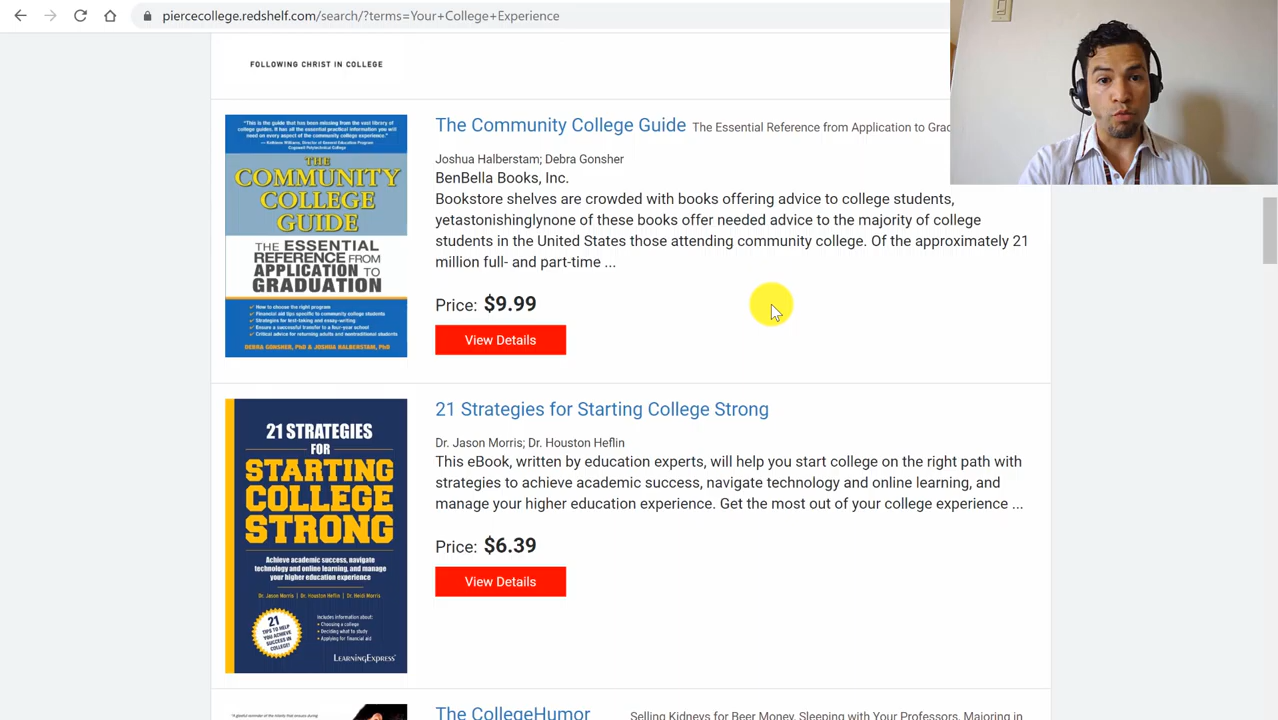 piercecollege.redshelf.com/search/?terms=Your+College+Experience
FOLLOWING CHRIST IN COLLEGE
"This is the guide that has been missing from the vast library of
college guides. It has all the essential practical information you will
need on every aspect of the community college experience."
THE
COMMUNITY
COLLEGE
GUIDE
THE ESSENTIAL
REFERENCE FROM
APPLICATION TO
GRADUATION
How to choose the right program
Financial aid tips specific to community college students
Strategies for test-taking and essay-writing
Ensure a successful transfer to a four-year school
Critical advice for returning adults and nontraditional students
DEBRA GONSHER, PhD & JOSHUA HALBERSTAM, PhD
The Community College Guide The Essential Reference from Application to Grad
Joshua Halberstam; Debra Gonsher
BenBella Books, Inc.
Bookstore shelves are crowded with books offering advice to college students,
yetastonishinglynone of these books offer needed advice to the majority of college
students in the United States those attending community college. Of the approximately 21
million full- and part-time ...
Price: $9.99
View Details
21 STRATEGIES
FOR
STARTING
COLLEGE
STRONG
Achieve academic success, navigate
technology and online learning, and manage
your higher education experience
Dr. Jason Morris | Dr. Houston Heflin | Dr. Heidi Morris
21
TIPS TO HELP
YOU ACHIEVE
SUCCESS IN
COLLEGE!
Includes information about:
Choosing a college
Deciding what to study
Applying for financial aid
LEARNINGEXPRESS
21 Strategies for Starting College Strong
Dr. Jason Morris; Dr. Houston Heflin
This eBook, written by education experts, will help you start college on the right path with
strategies to achieve academic success, navigate technology and online learning, and
manage your higher education experience. Get the most out of your college experience ...
Price: $6.39
View Details
The CollegeHumor Selling Kidneys for Beer Money, Sleeping with Your Professors, Majoring in